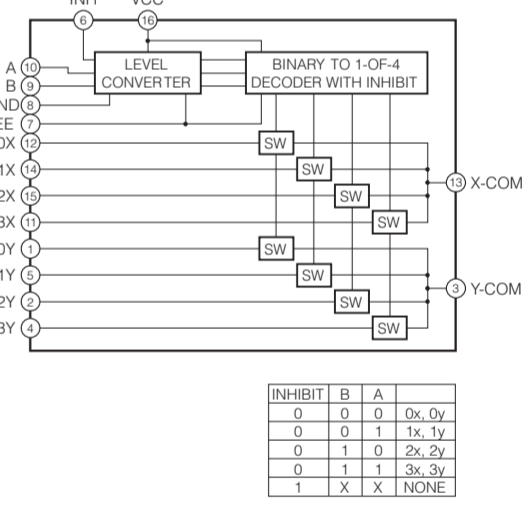 6 16
A 10 LEVEL CONVERTER BINARY TO 1-OF-4 DECODER WITH INHIBIT
B 9
ND 8
EE 7
0X 12 SW
1X 14 SW
13 X-COM
2X 15 SW
3X 11 SW
0Y 1 SW
1Y 5 SW
3 Y-COM
2Y 2 SW
3Y 4 SW
INHIBIT B A
0 0 0 0x, 0y
0 0 1 1x, 1y
0 1 0 2x, 2y
0 1 1 3x, 3y
1 X X NONE